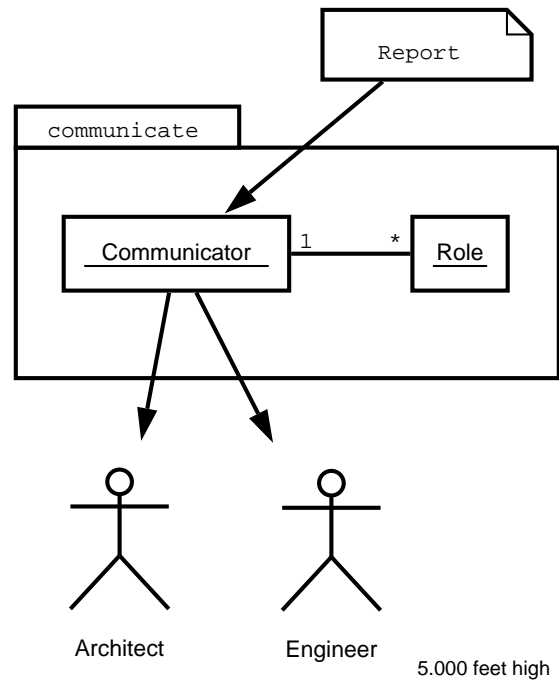 Report
communicate
Communicator
1
*
Role
Architect
Engineer
5.000 feet high